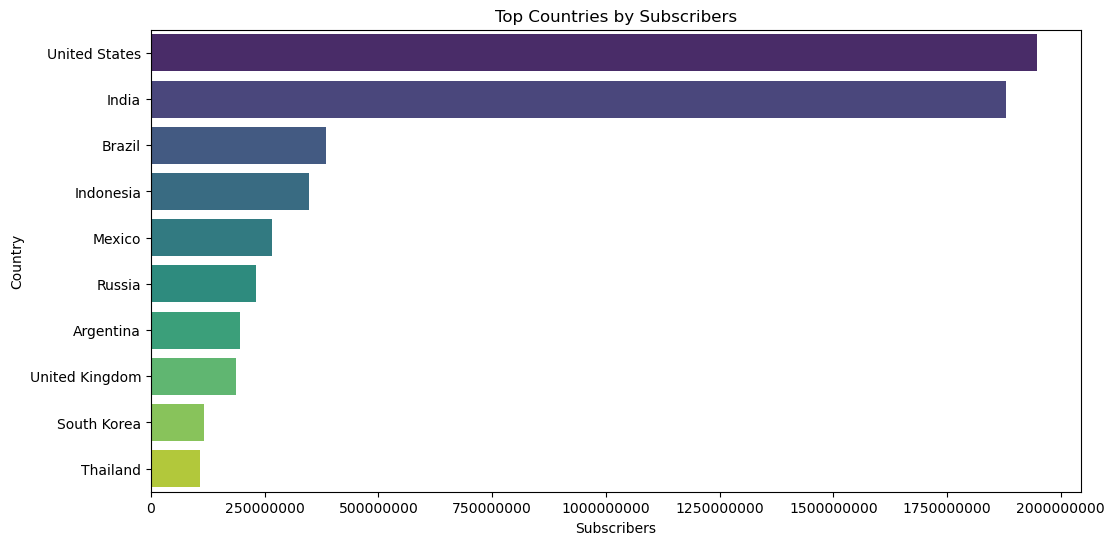 Top Countries by Subscribers
United States
India
Brazil
Indonesia
Mexico
Russia
Argentina
United Kingdom
South Korea
Thailand
Country
0 250000000 500000000 750000000 1000000000 1250000000 1500000000 1750000000 2000000000
Subscribers